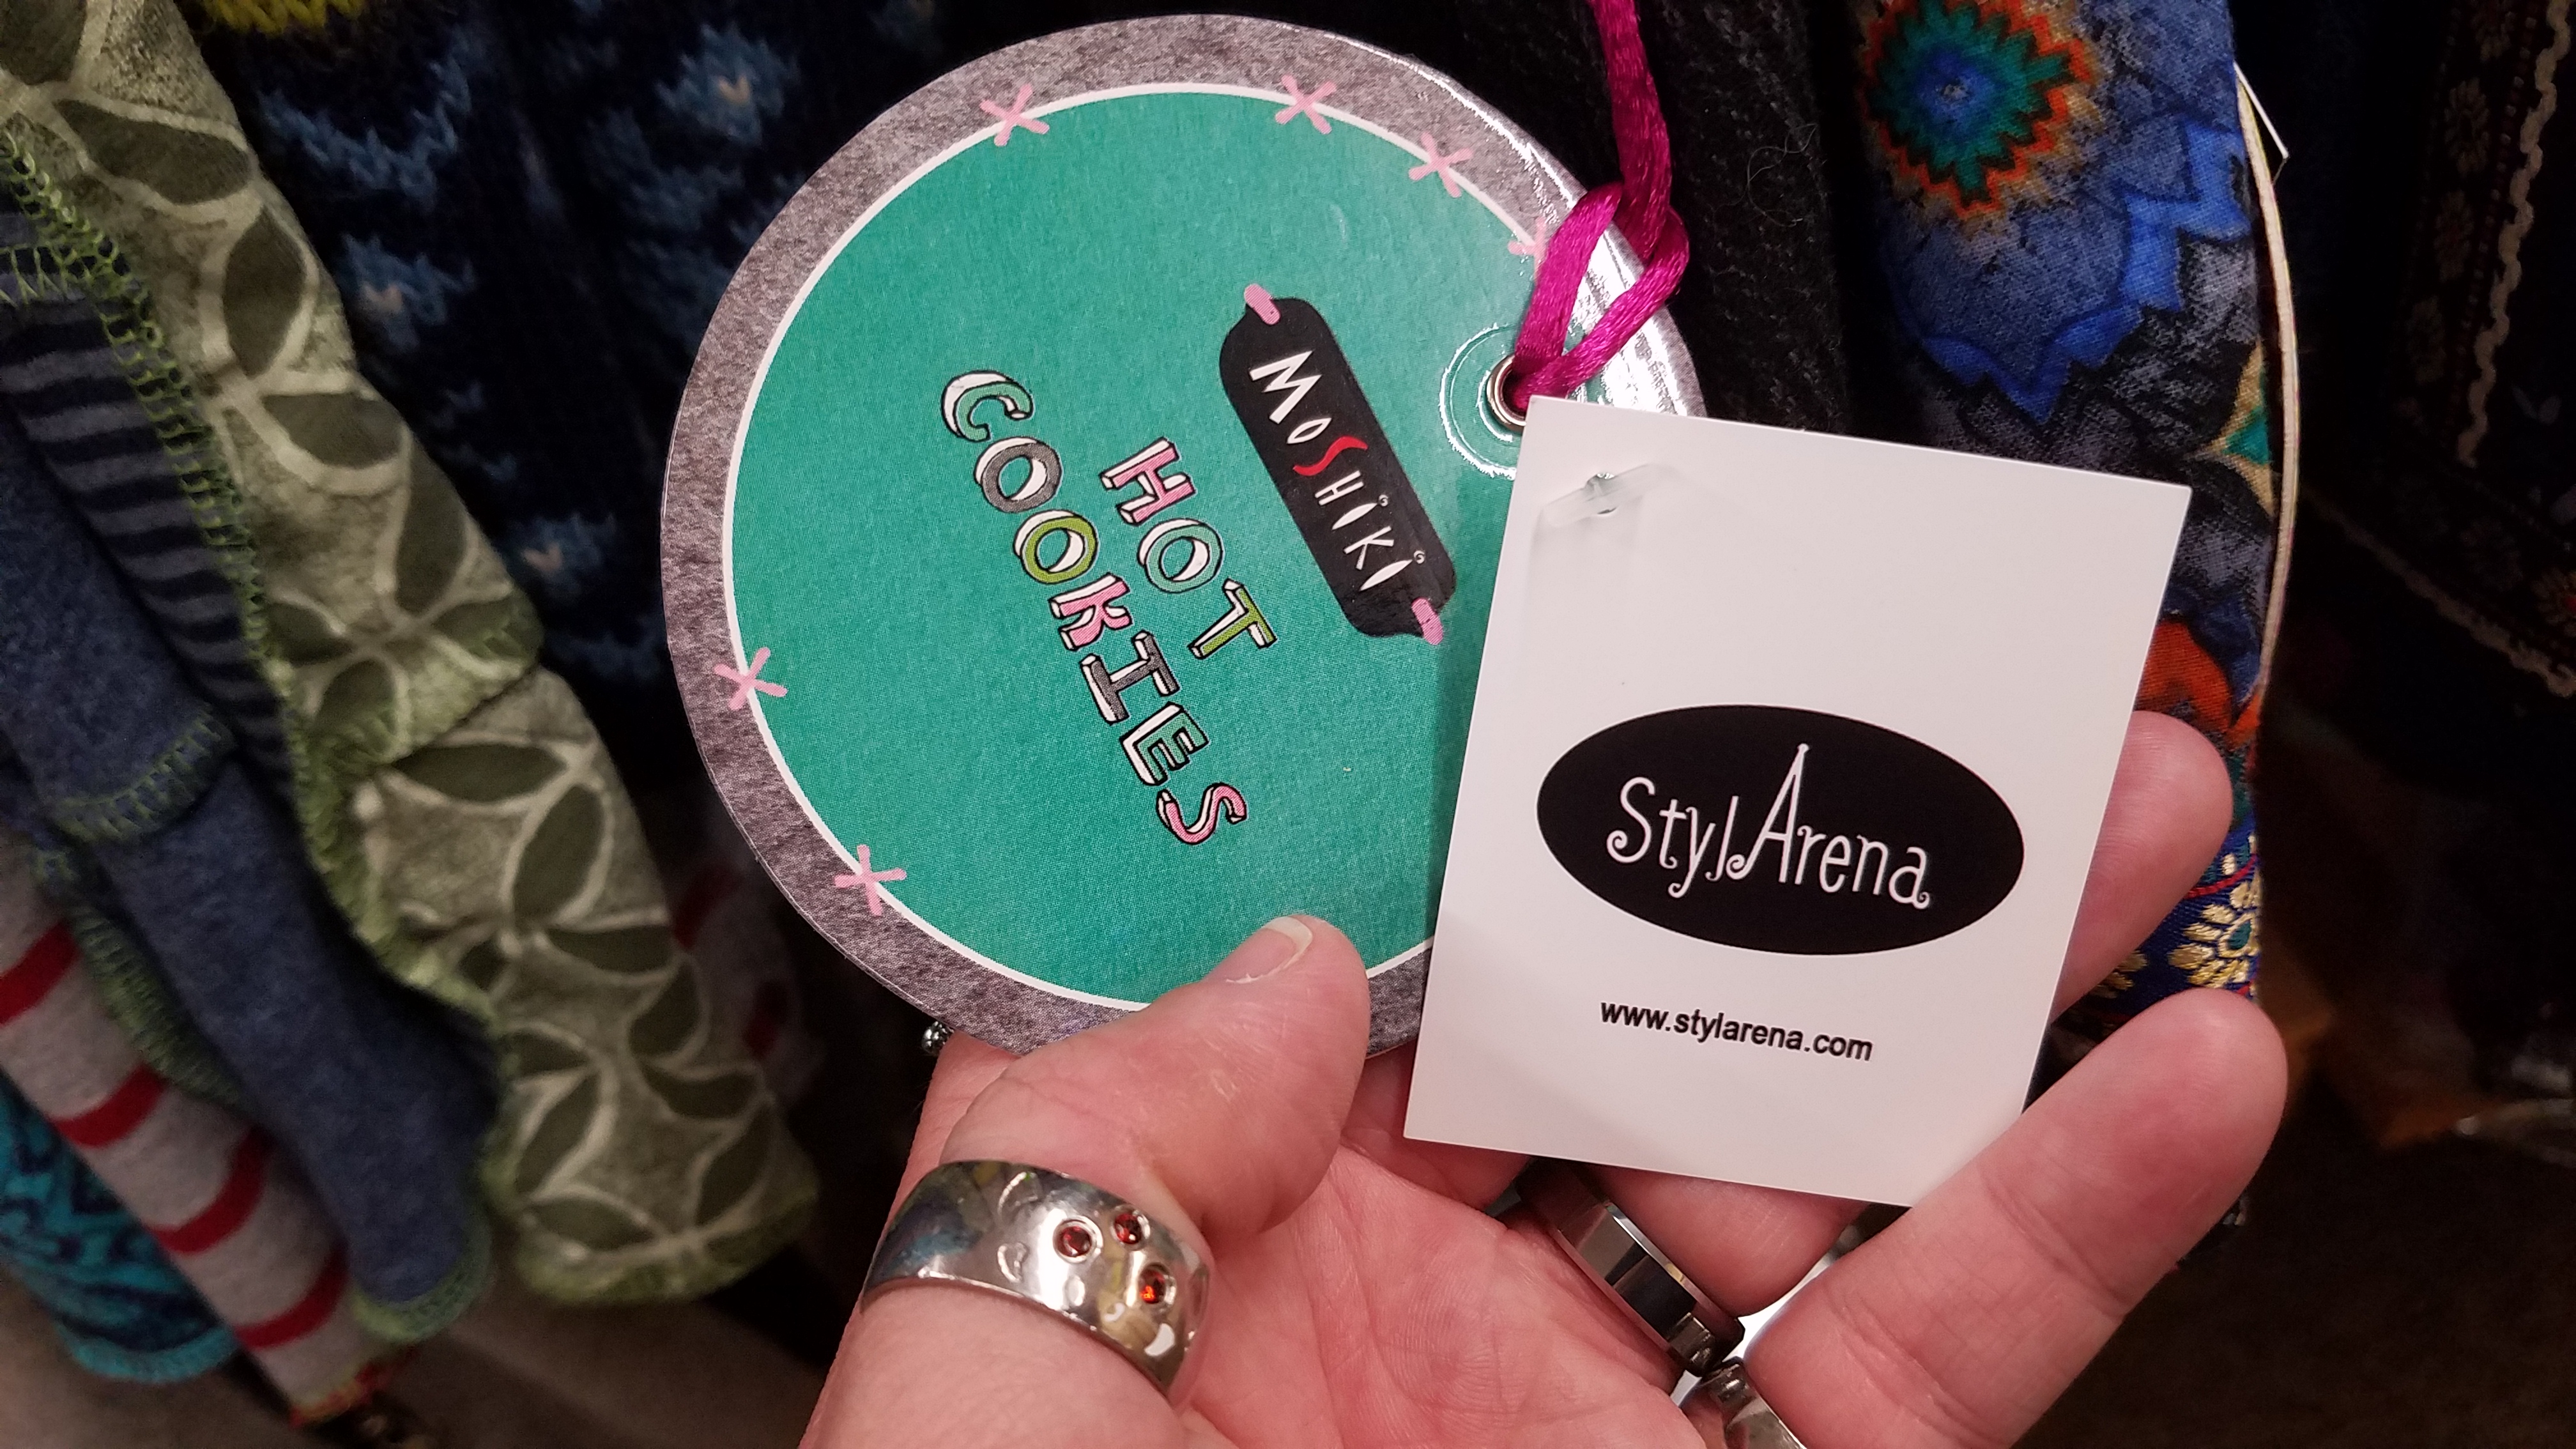 MoSHiKi
HOT
COOKIES
StylArena
www.stylarena.com